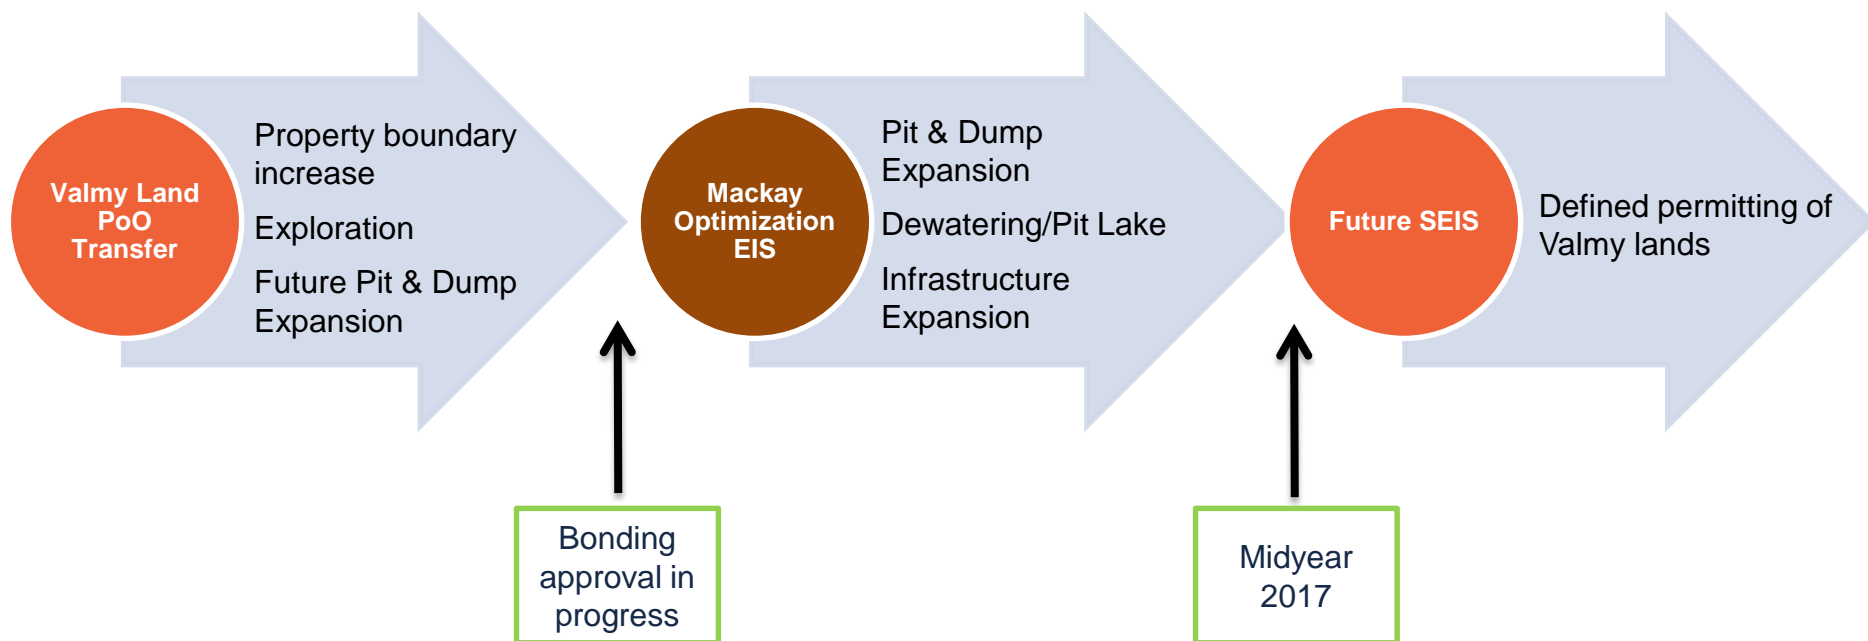 Valmy Land
PoO
Transfer
Property boundary
increase
Exploration
Future Pit & Dump
Expansion
Mackay
Optimization
EIS
Pit & Dump
Expansion
Dewatering/Pit Lake
Infrastructure
Expansion
Future SEIS
Defined permitting of
Valmy lands
Bonding
approval in
progress
Midyear
2017